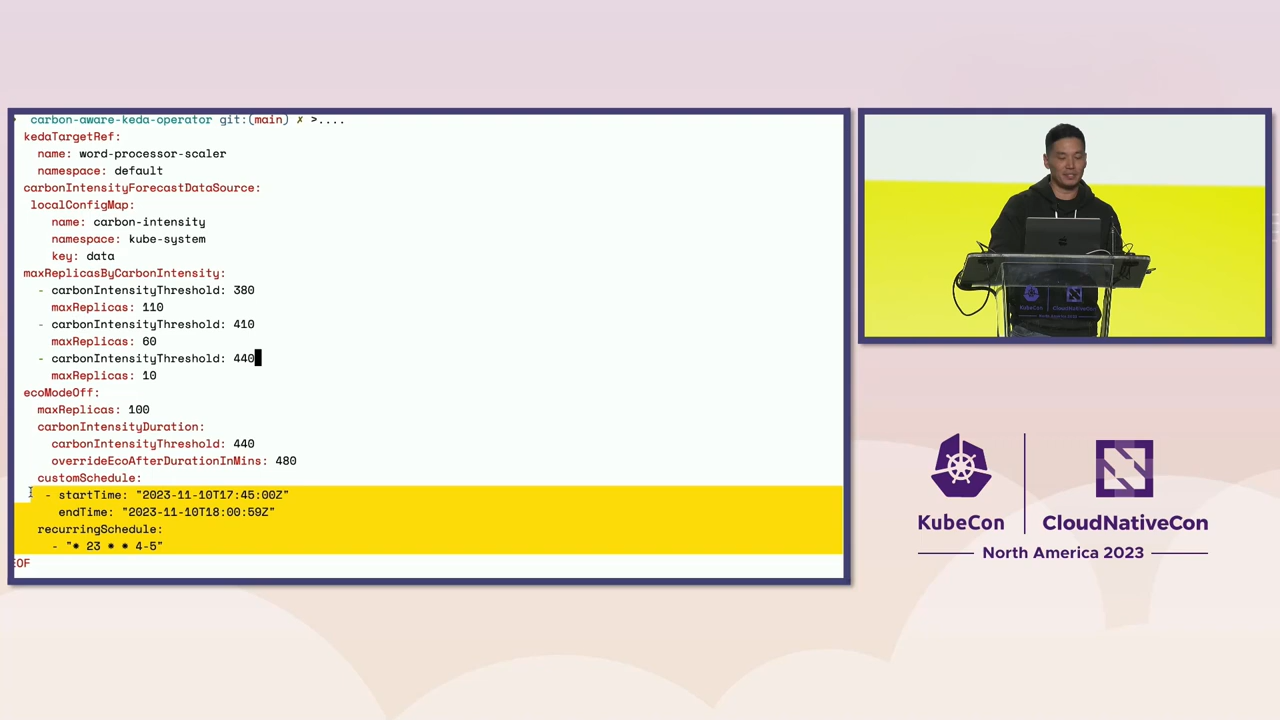 carbon-aware-keda-operator git:(main) ✗ >....
kedaTargetRef:
name: word-processor-scaler
namespace: default
carbonIntensityForecastDataSource:
localConfigMap:
name: carbon-intensity
namespace: kube-system
key: data
maxReplicasByCarbonIntensity:
- carbonIntensityThreshold: 380
maxReplicas: 110
- carbonIntensityThreshold: 410
maxReplicas: 60
- carbonIntensityThreshold: 440
maxReplicas: 10
ecoModeOff:
maxReplicas: 100
carbonIntensityDuration:
carbonIntensityThreshold: 440
overrideEcoAfterDurationInMins: 480
customSchedule:
- startTime: "2023-11-10T17:45:00Z"
endTime: "2023-11-10T18:00:59Z"
recurringSchedule:
- "* 23 * * 4-5"
EOF
KubeCon
CloudNativeCon
KubeCon
CloudNativeCon
North America 2023